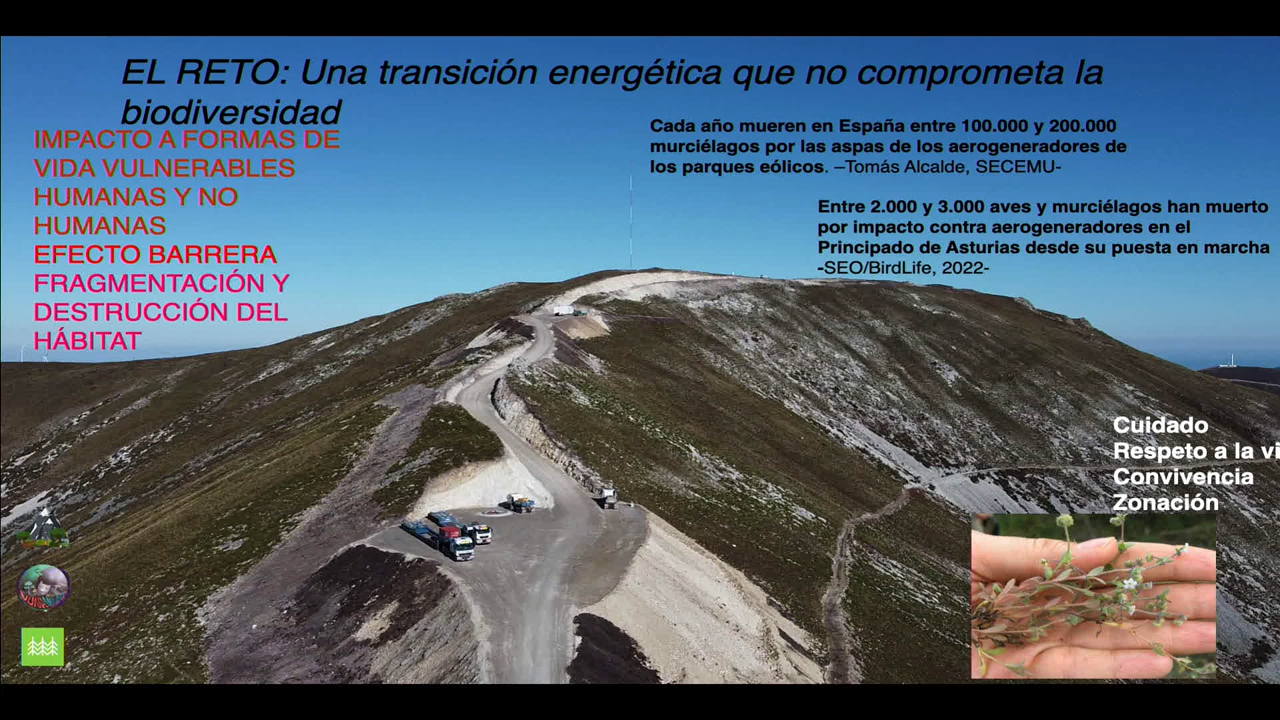 EL RETO: Una transición energética que no comprometa la
biodiversidad
IMPACTO A FORMAS DE
VIDA VULNERABLES
HUMANAS Y NO
HUMANAS
EFECTO BARRERA
FRAGMENTACIÓN Y
DESTRUCCIÓN DEL
HÁBITAT
Cada año mueren en España entre 100.000 y 200.000
murciélagos por las aspas de los aerogeneradores de
los parques eólicos. –Tomás Alcalde, SECEMU-
Entre 2.000 y 3.000 aves y murciélagos han muerto
por impacto contra aerogeneradores en el
Principado de Asturias desde su puesta en marcha
-SEO/BirdLife, 2022-
Cuidado
Respeto a la vi
Convivencia
Zonación